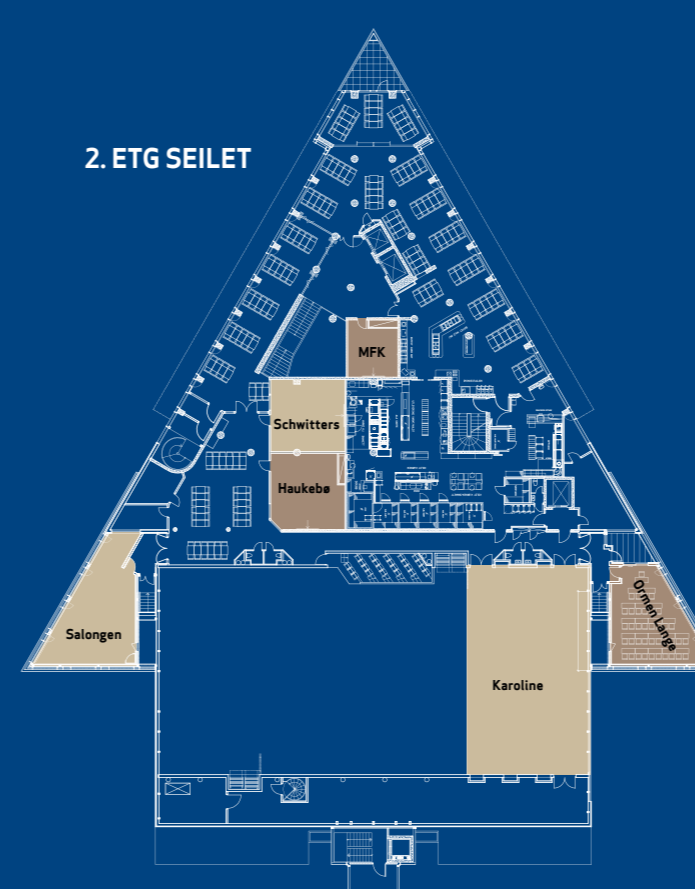 2. ETG SEILET
MFK
Schwitters
Haukebø
Salongen
Ormen Lange
Karoline